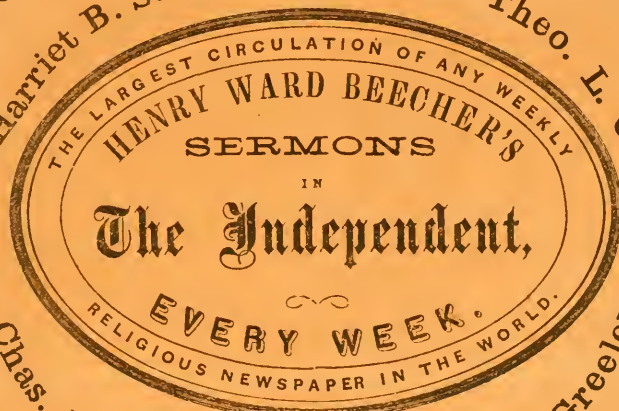 Harriet B.
Theo. L.
THE LARGEST CIRCULATION OF ANY WEEKLY
HENRY WARD BEECHER'S
SERMONS
IN
The Independent,
EVERY WEEK.
RELIGIOUS NEWSPAPER IN THE WORLD.
Chas.